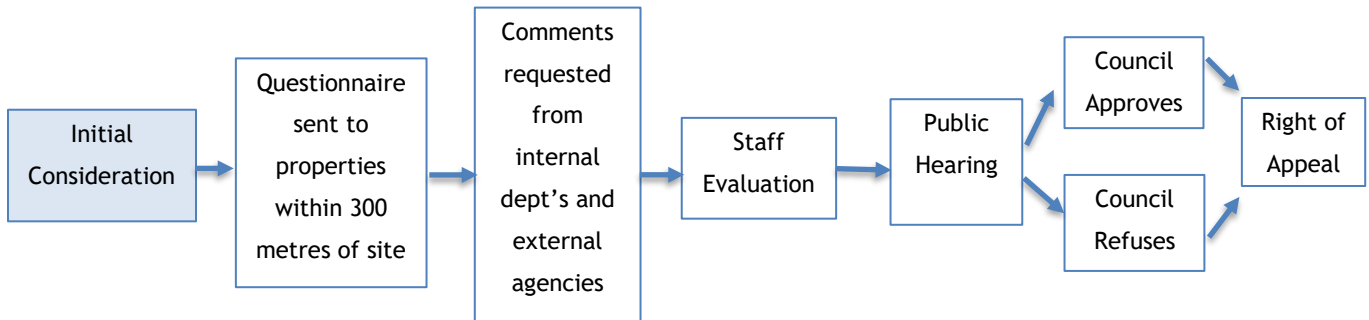 Initial
Consideration
Questionnaire
sent to
properties
within 300
metres of site
Comments
requested
from
internal
dept’s and
external
agencies
Staff
Evaluation
Public
Hearing
Council
Approves
Council
Refuses
Right of
Appeal